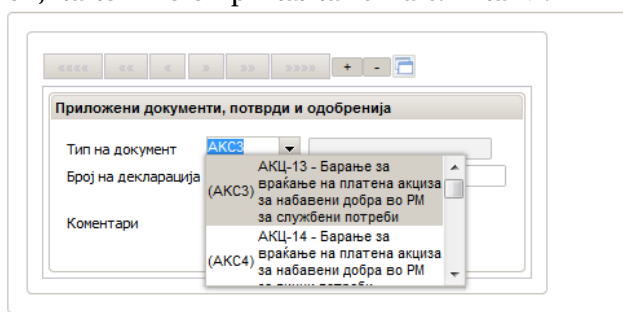 <<<< << < > >> >>>> + -
Приложени документи, потврди и одобренија
Тип на документ АКС3
Број на декларација
(АКС3) АКЦ-13 - Барање за
враќање на платена акциза
за набавени добра во РМ
за службени потреби
Коментари
(АКС4) АКЦ-14 - Барање за
враќање на платена акциза
за набавени добра во РМ